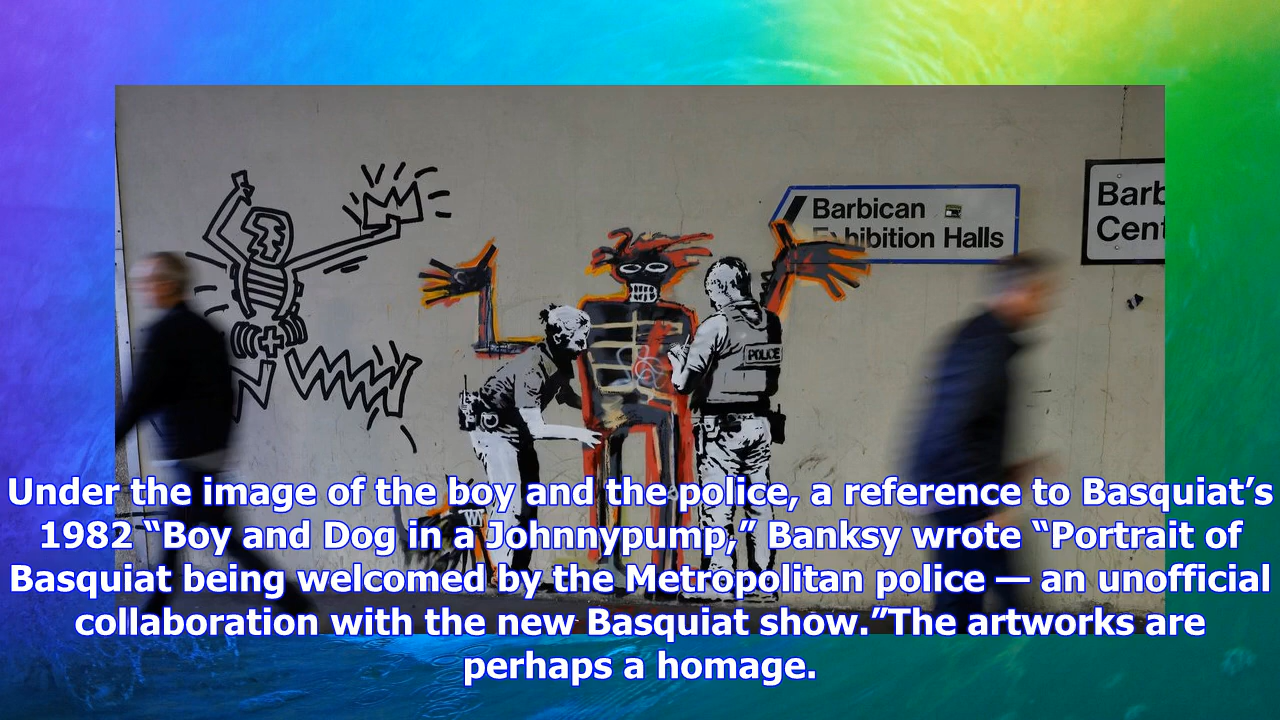 Barbican
Exhibition Halls
Barb
Cent
POLICE
Under the image of the boy and the police, a reference to Basquiat’s
1982 “Boy and Dog in a Johnnypump,” Banksy wrote “Portrait of
Basquiat being welcomed by the Metropolitan police — an unofficial
collaboration with the new Basquiat show.”The artworks are
perhaps a homage.